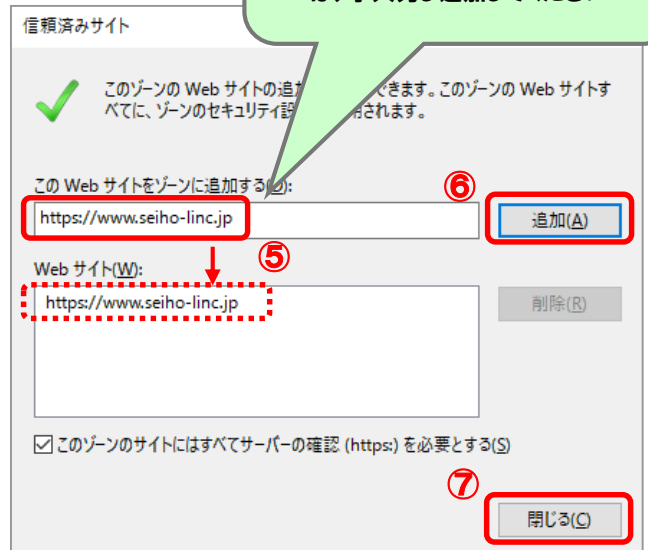 信頼済みサイト
このゾーンの Web サイトの追
できます。このゾーンの Web サイトす
べてに、ゾーンのセキュリティ設
用されます。
この Web サイトをゾーンに追加する(D):
⑥
https://www.seiho-linc.jp
追加(A)
⑤
Web サイト(W):
https://www.seiho-linc.jp
削除(R)
このゾーンのサイトにはすべてサーバーの確認 (https:) を必要とする(S)
⑦
閉じる(C)